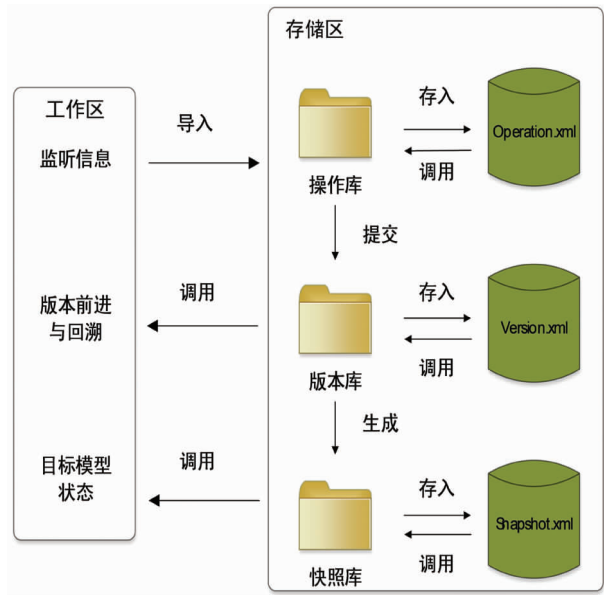 存储区
工作区
监听信息
导入
操作库
存入
调用
Operation.xml
提交
版本前进
与回溯
调用
版本库
存入
调用
Version.xml
生成
目标模型
状态
调用
快照库
存入
调用
Snapshot.xml